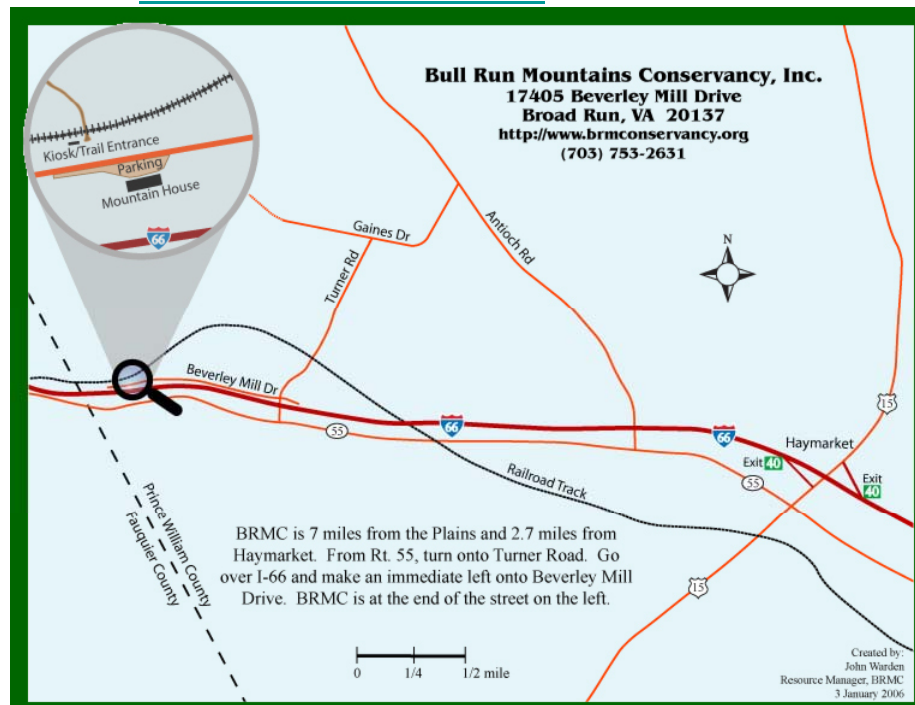 Bull Run Mountains Conservancy, Inc.
17405 Beverley Mill Drive
Broad Run, VA 20137
http://www.brmconservancy.org
(703) 753-2631
Kiosk/Trail Entrance
Parking
Mountain House
66
Gaines Dr
Turner Rd
Antioch Rd
N
Beverley Mill Dr
55
66
66
15
Haymarket
Exit 40
Exit
40
55
Railroad Track
15
Prince William County
Fauquier County
BRMC is 7 miles from the Plains and 2.7 miles from
Haymarket. From Rt. 55, turn onto Turner Road. Go
over I-66 and make an immediate left onto Beverley Mill
Drive. BRMC is at the end of the street on the left.
0 1/4 1/2 mile
Created by:
John Warden
Resource Manager, BRMC
3 January 2006